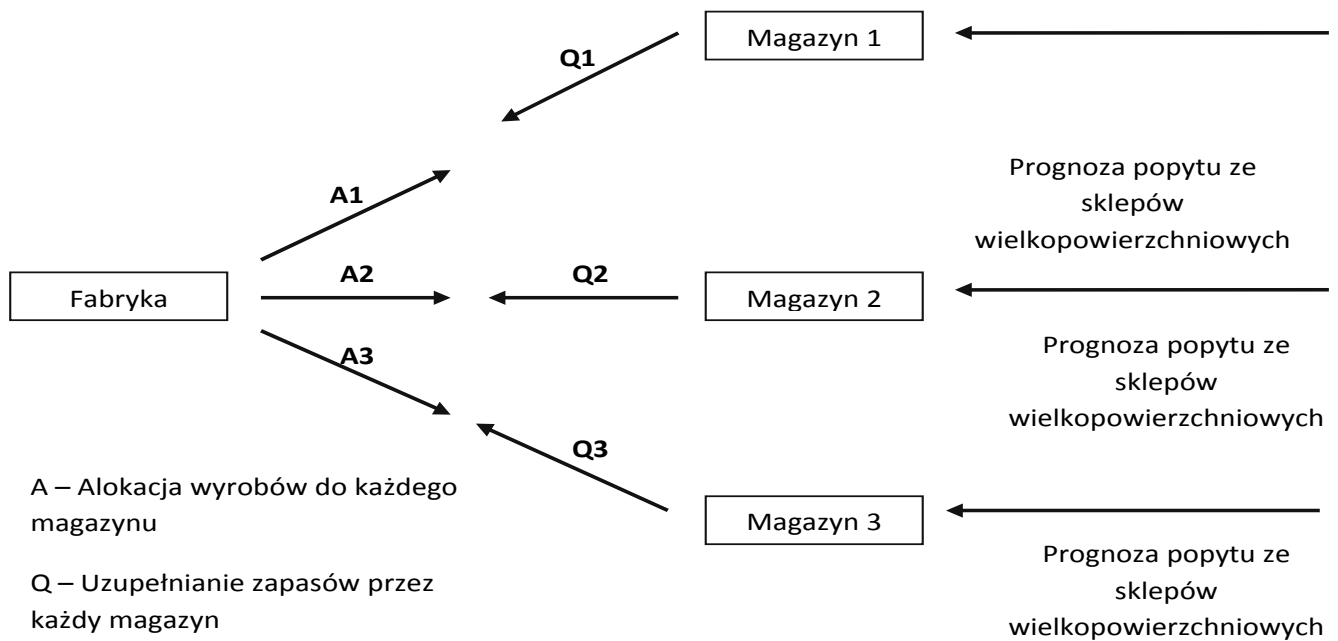 Magazyn 1
Q1
Prognoza popytu ze
sklepów
wielkopowierzchniowych
A1
Fabryka
A2
Q2
Magazyn 2
A3
Prognoza popytu ze
sklepów
wielkopowierzchniowych
Q3
A – Alokacja wyrobów do każdego
magazynu
Magazyn 3
Q – Uzupełnianie zapasów przez
każdy magazyn
Prognoza popytu ze
sklepów
wielkopowierzchniowych